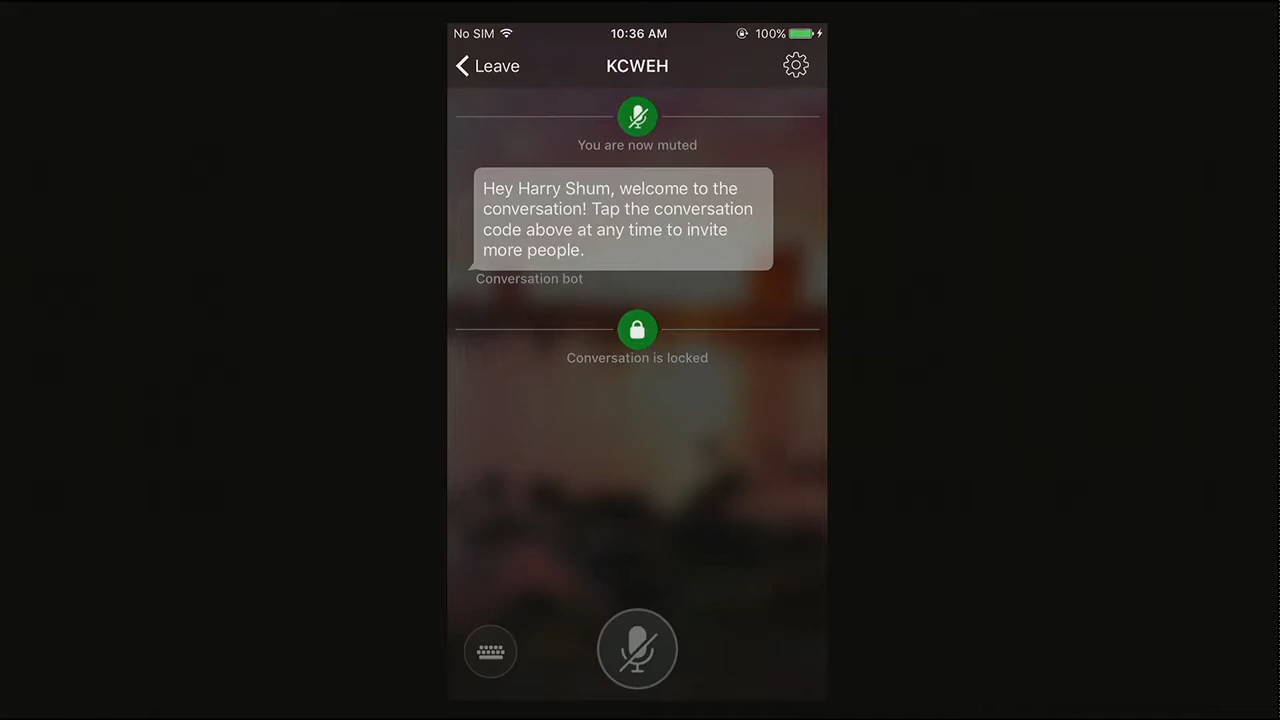 No SIM 10:36 AM 100%
Leave KCWEH
You are now muted
Hey Harry Shum, welcome to the
conversation! Tap the conversation
code above at any time to invite
more people.
Conversation bot
Conversation is locked